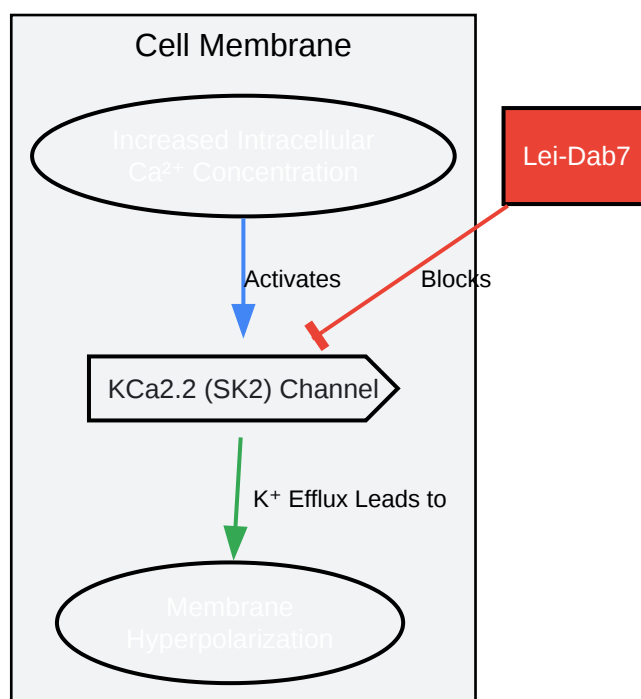 Cell Membrane
Increased Intracellular
Ca²⁺ Concentration
Lei-Dab7
Activates
Blocks
KCa2.2 (SK2) Channel
K⁺ Efflux Leads to
Membrane
Hyperpolarization